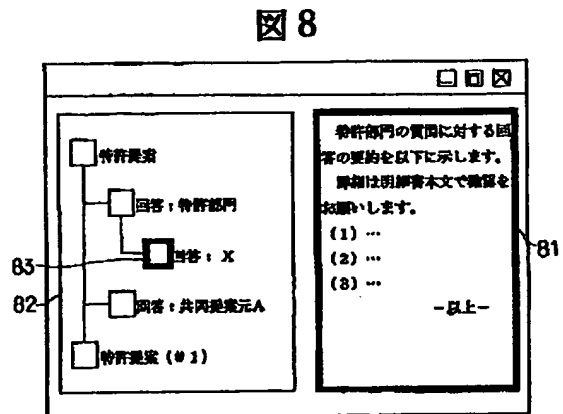 図8
特許提案
回答：特許部門
83
回答：X
82
回答：共同提案元A
特許提案（＃1）
特許部門の質問に対する回
答の要約を以下に示します。
詳細は明細書本文で確認を
お願いします。
(1) …
(2) …
(3) …
－以上－
81